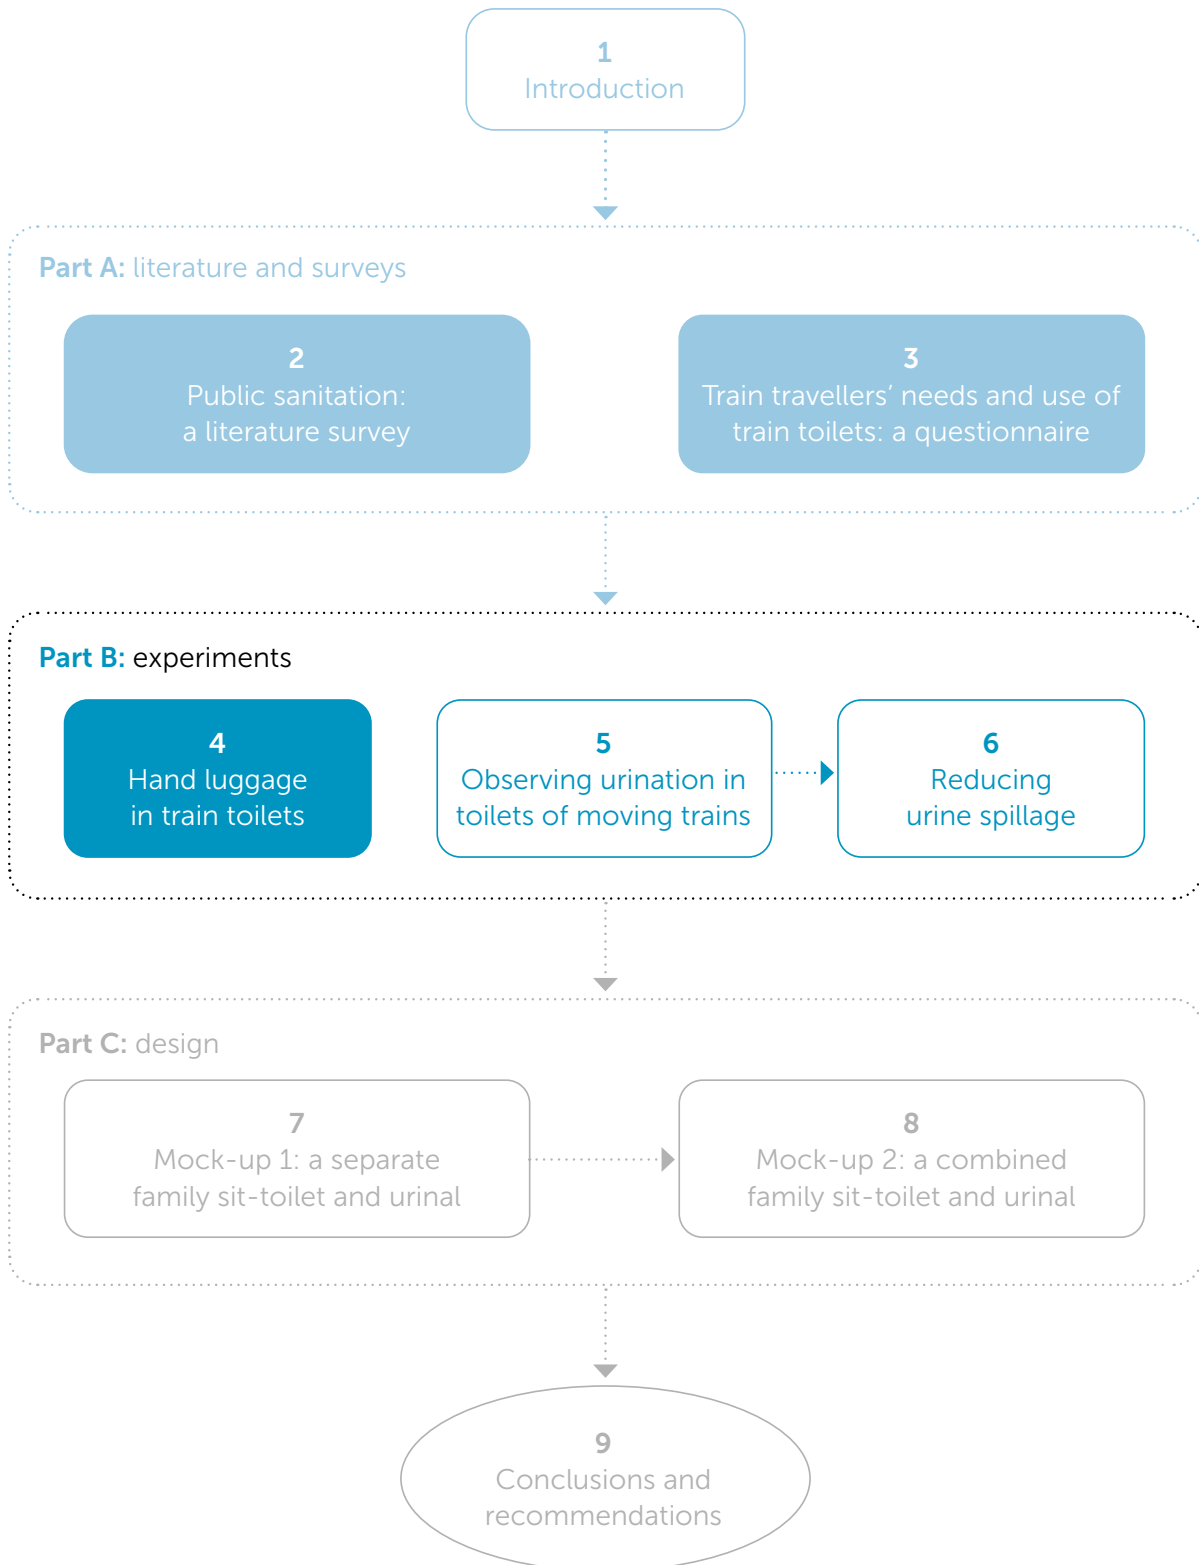 1
Introduction
Part A: literature and surveys
2
Public sanitation:
a literature survey
3
Train travellers’ needs and use of
train toilets: a questionnaire
Part B: experiments
4
Hand luggage
in train toilets
5
Observing urination in
toilets of moving trains
6
Reducing
urine spillage
Part C: design
7
Mock-up 1: a separate
family sit-toilet and urinal
8
Mock-up 2: a combined
family sit-toilet and urinal
9
Conclusions and
recommendations